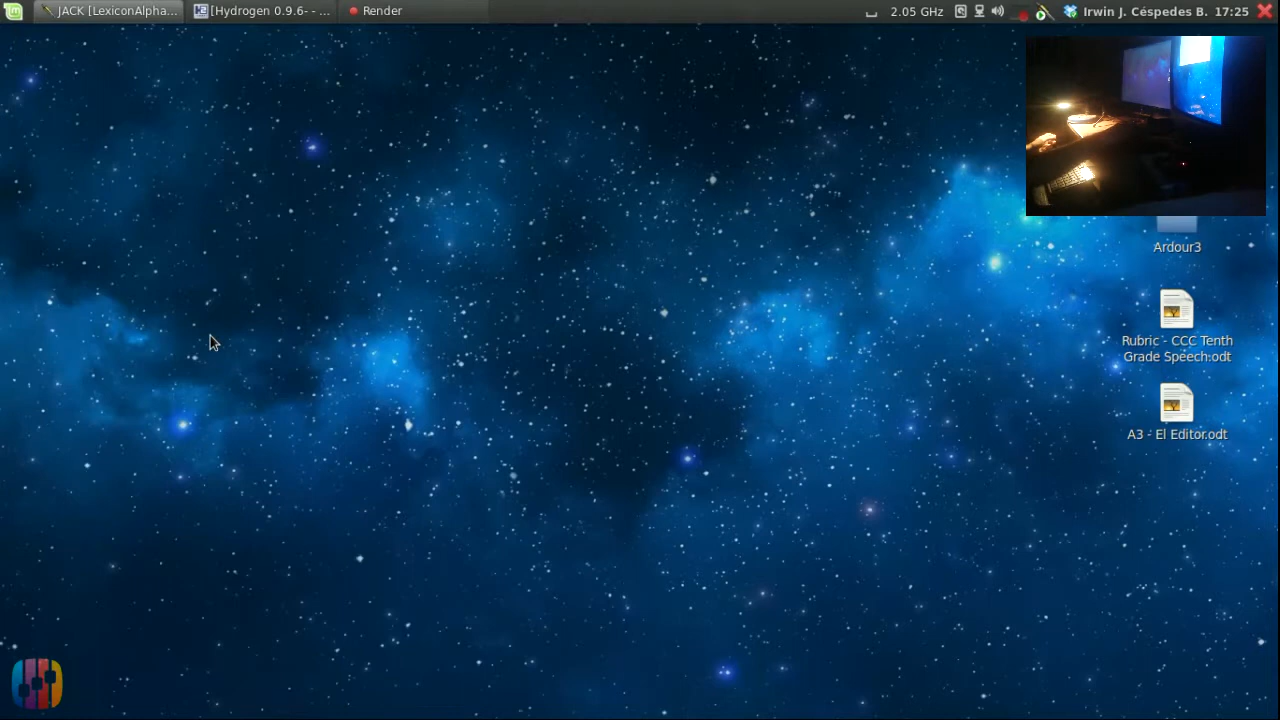 JACK [LexiconAlpha...
[Hydrogen 0.9.6- - ...
Render
2.05 GHz
Irwin J. Céspedes B.
17:25
Ardour3
Rubric - CCC Tenth
Grade Speech.odt
A3 - El Editor.odt